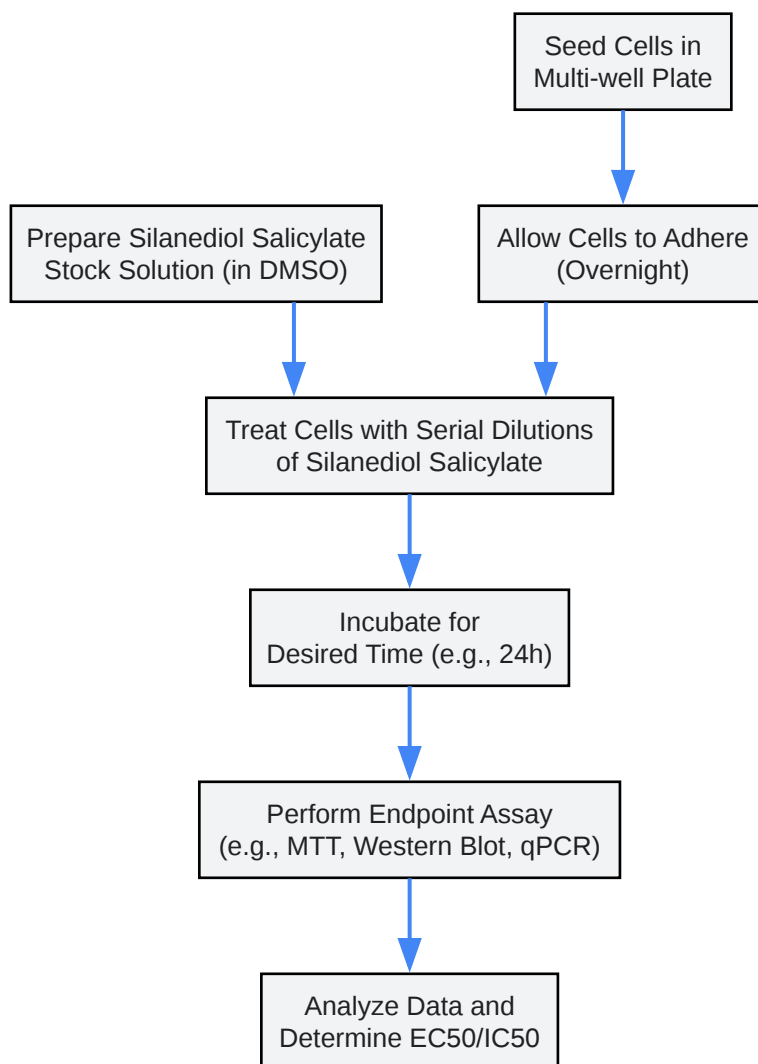 Seed Cells in
Multi-well Plate
Prepare Silanediol Salicylate
Stock Solution (in DMSO)
Allow Cells to Adhere
(Overnight)
Treat Cells with Serial Dilutions
of Silanediol Salicylate
Incubate for
Desired Time (e.g., 24h)
Perform Endpoint Assay
(e.g., MTT, Western Blot, qPCR)
Analyze Data and
Determine EC50/IC50